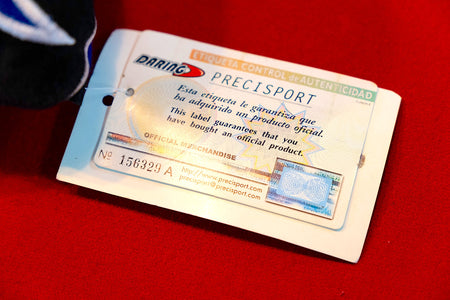 ETIQUETA CONTROL de AUTENTICIDAD
DARING
PRECISPORT
Esta etiqueta le garantiza que
ha adquirido un producto oficial.
This label guarantees that you
have bought an official product.
OFFICIAL MERCHANDISE
Nº 156329 A
http://www.precisport.com
precisport@precisport.com